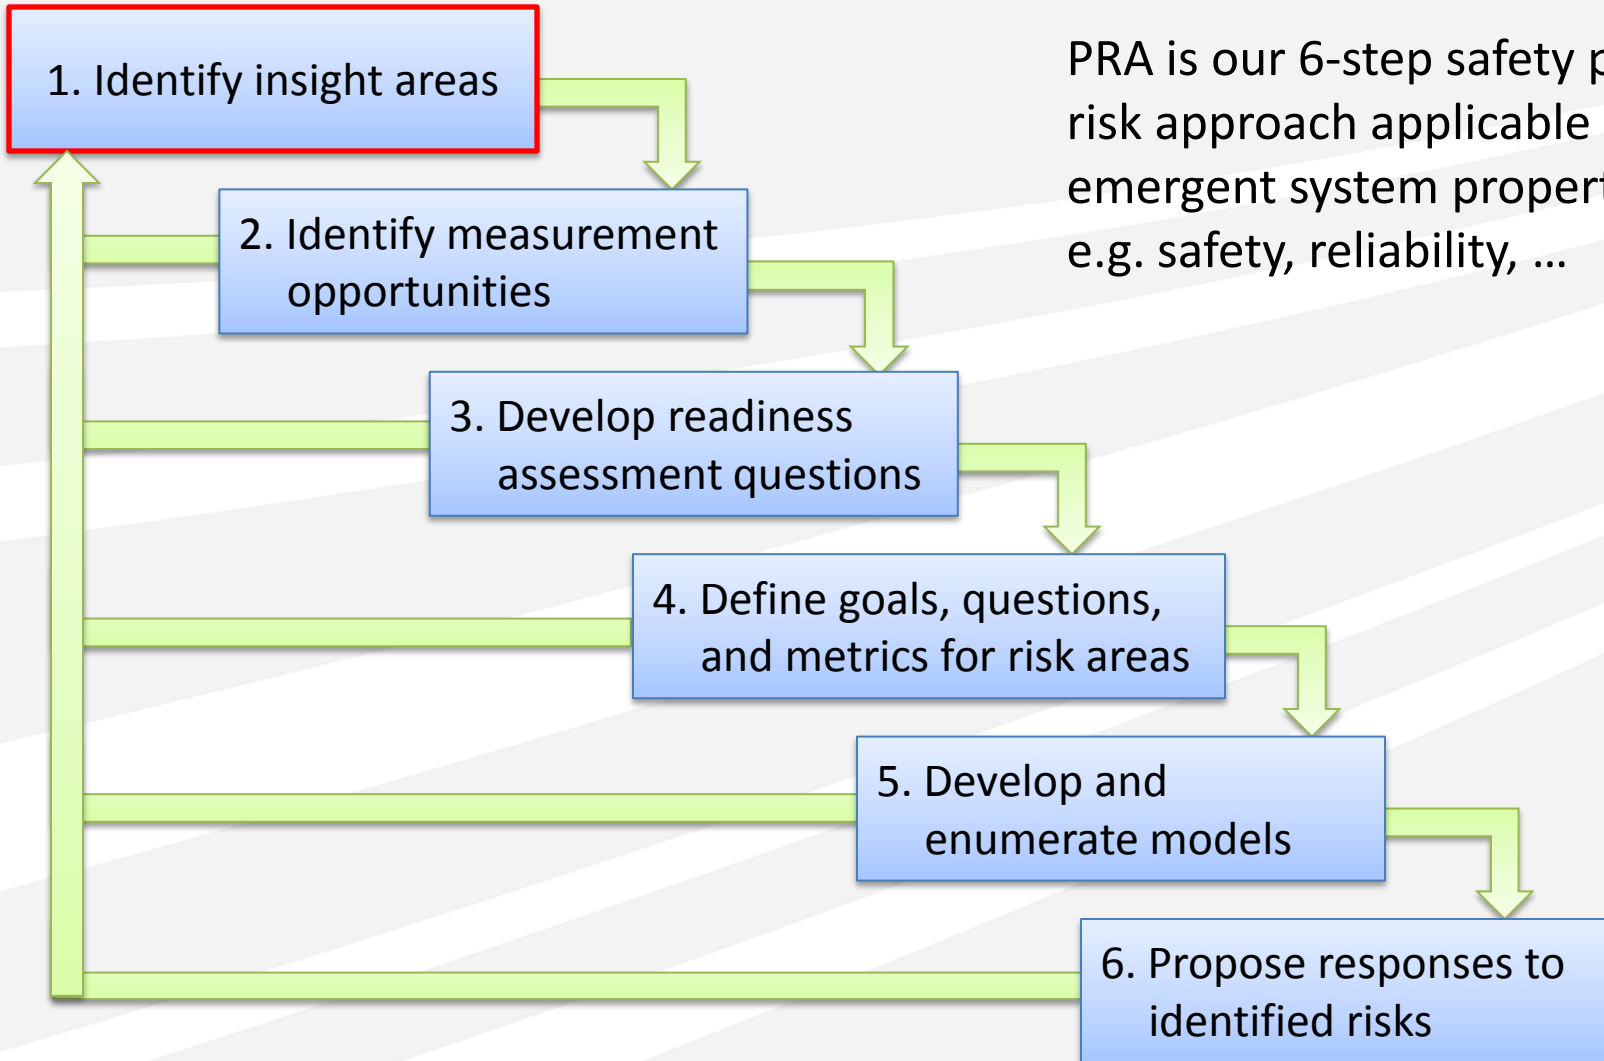 1. Identify insight areas
PRA is our 6-step safety
risk approach applicable
emergent system
e.g. safety, reliability, ...
2. Identify measurement
opportunities
3. Develop readiness
assessment questions
4. Define goals, questions,
and metrics for risk areas
5. Develop and
enumerate models
6. Propose responses to
identified risks